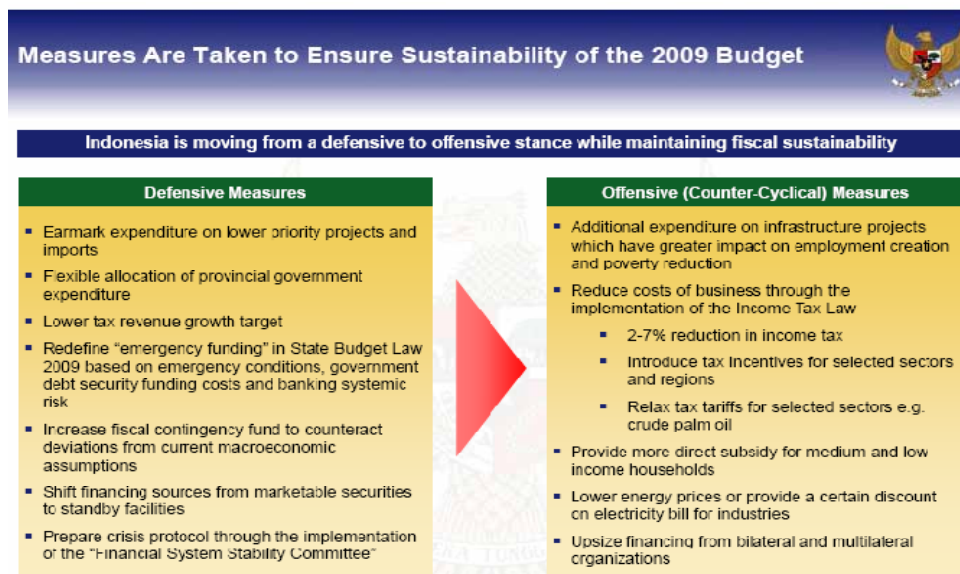 Measures Are Taken to Ensure Sustainability of the 2009 Budget
Indonesia is moving from a defensive to offensive stance while maintaining fiscal sustainability
Defensive Measures
▪ Earmark expenditure on lower priority projects and
imports
▪ Flexible allocation of provincial government
expenditure
▪ Lower tax revenue growth target
▪ Redefine “emergency funding” in State Budget Law
2009 based on emergency conditions, government
debt security funding costs and banking systemic
risk
▪ Increase fiscal contingency fund to counteract
deviations from current macroeconomic
assumptions
▪ Shift financing sources from marketable securities
to standby facilities
▪ Prepare crisis protocol through the implementation
of the “Financial System Stability Committee”
Offensive (Counter-Cyclical) Measures
▪ Additional expenditure on infrastructure projects
which have greater impact on employment creation
and poverty reduction
▪ Reduce costs of business through the
implementation of the Income Tax Law
▪ 2-7% reduction in income tax
▪ Introduce tax incentives for selected sectors
and regions
▪ Relax tax tariffs for selected sectors e.g.
crude palm oil
▪ Provide more direct subsidy for medium and low
income households
▪ Lower energy prices or provide a certain discount
on electricity bill for industries
▪ Upsize financing from bilateral and multilateral
organizations